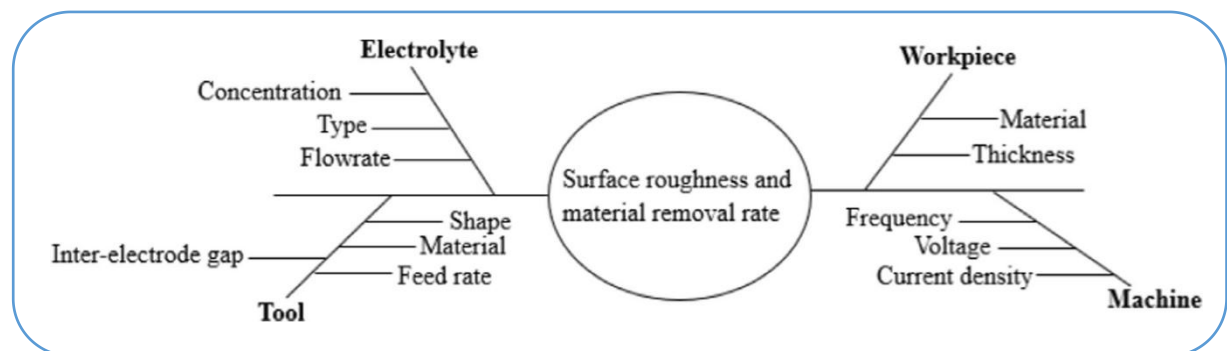 Electrolyte
Concentration
Type
Flowrate
Workpiece
Material
Thickness
Surface roughness and
material removal rate
Shape
Material
Inter-electrode gap
Feed rate
Tool
Frequency
Voltage
Current density
Machine